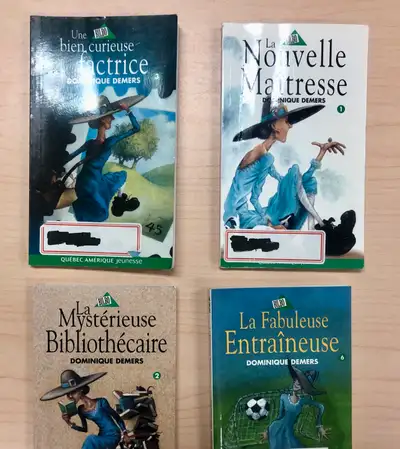 Une
bien curieuse
factrice
DOMINIQUE DEMERS
45
QUÉBEC AMÉRIQUE jeunesse
La
Nouvelle
Maîtresse
DOMINIQUE DEMERS
1
La
Mystérieuse
Bibliothécaire
DOMINIQUE DEMERS
2
La Fabuleuse
Entraîneuse
DOMINIQUE DEMERS
6